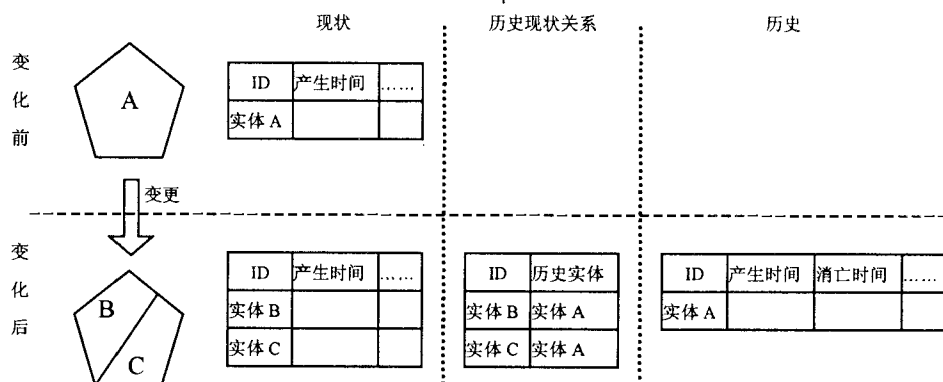 现状 历史现状关系 历史
变化前
A
ID 产生时间 ……
实体 A
变更
变化后
B
C
ID 产生时间 ……
实体 B
实体 C
ID 历史实体
实体 B 实体 A
实体 C 实体 A
ID 产生时间 消亡时间 ……
实体 A